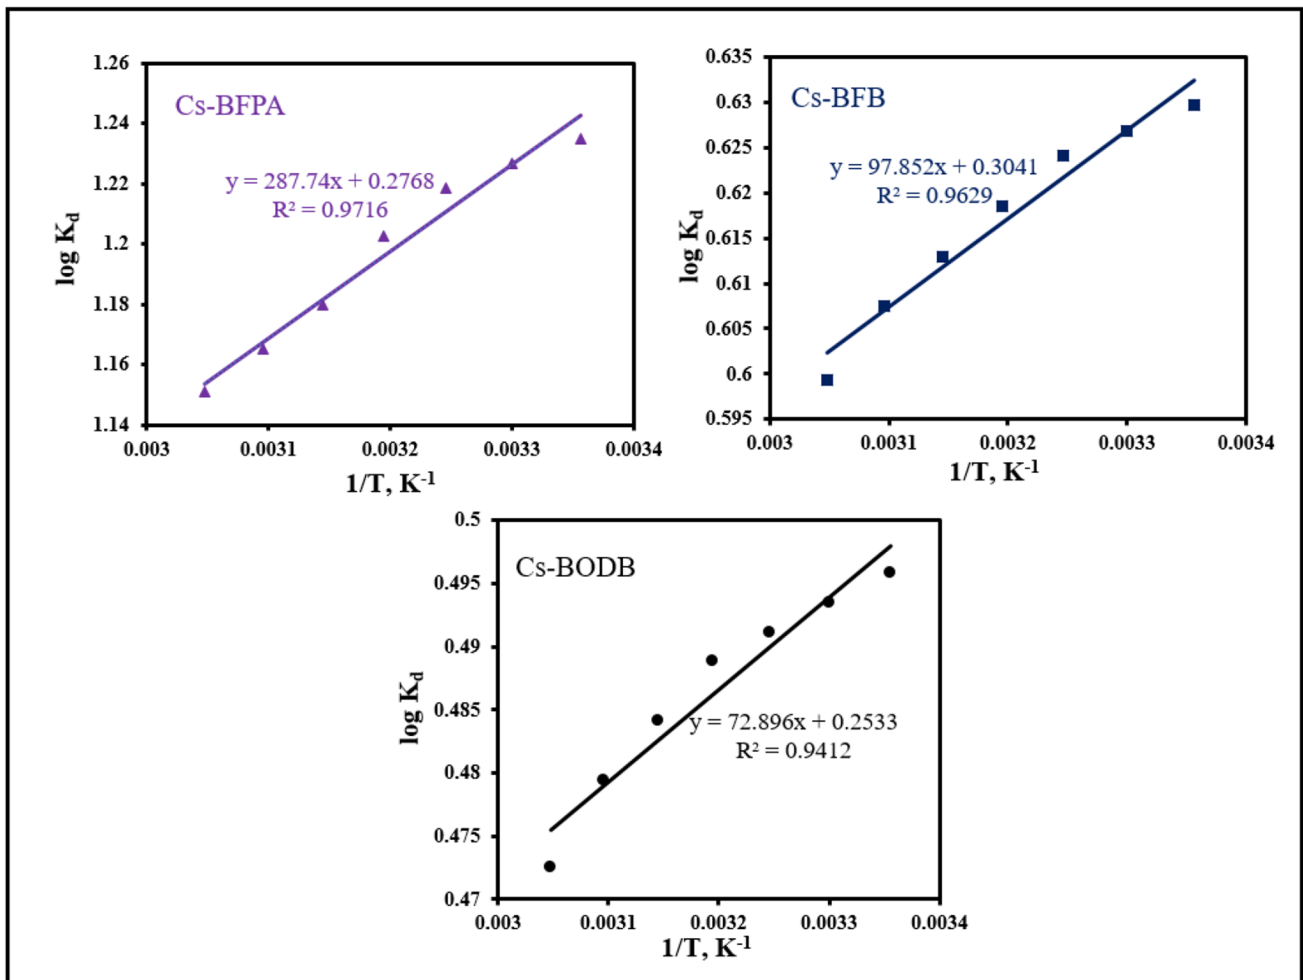 Cs-BFPA
y = 287.74x + 0.2768
R² = 0.9716
log K_d
1.26
1.24
1.22
1.2
1.18
1.16
1.14
0.003
0.0031
0.0032
0.0033
0.0034
1/T, K⁻¹
Cs-BFB
y = 97.852x + 0.3041
R² = 0.9629
log K_d
0.635
0.63
0.625
0.62
0.615
0.61
0.605
0.6
0.595
0.003
0.0031
0.0032
0.0033
0.0034
1/T, K⁻¹
Cs-BODB
y = 72.896x + 0.2533
R² = 0.9412
log K_d
0.5
0.495
0.49
0.485
0.48
0.475
0.47
0.003
0.0031
0.0032
0.0033
0.0034
1/T, K⁻¹